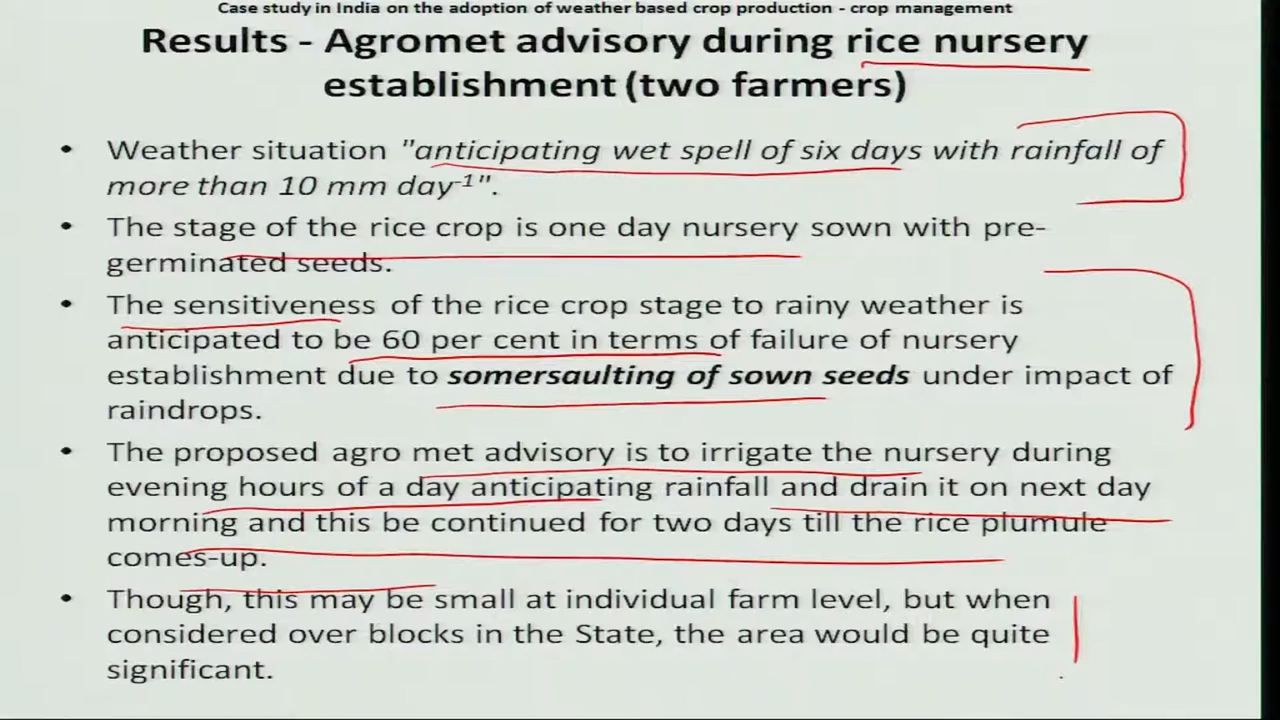 Case study in India on the adoption of weather based crop production - crop management
Results - Agromet advisory during rice nursery
establishment (two farmers)
• Weather situation "anticipating wet spell of six days with rainfall of
more than 10 mm day-1".
• The stage of the rice crop is one day nursery sown with pre-
germinated seeds.
• The sensitiveness of the rice crop stage to rainy weather is
anticipated to be 60 per cent in terms of failure of nursery
establishment due to somersaulting of sown seeds under impact of
raindrops.
• The proposed agro met advisory is to irrigate the nursery during
evening hours of a day anticipating rainfall and drain it on next day
morning and this be continued for two days till the rice plumule
comes-up.
• Though, this may be small at individual farm level, but when
considered over blocks in the State, the area would be quite
significant.